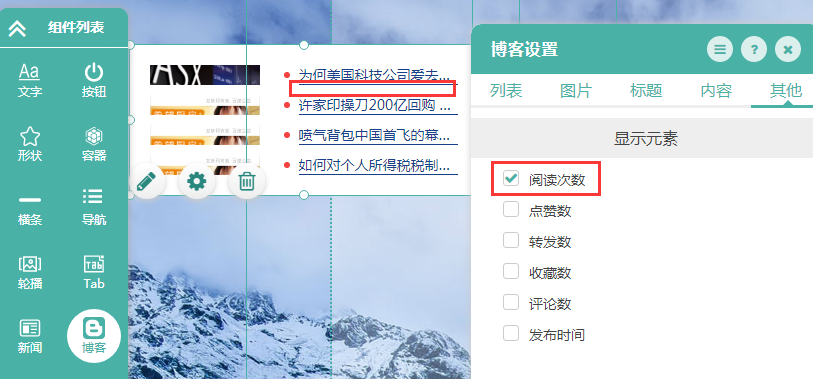 组件列表
Aa
文字
按钮
形状
容器
横条
导航
轮播
Tab
Tab
新闻
博客
ASX
为何美国科技公司爱去...
许家印操刀200亿回购 ...
喷气背包中国首飞的幕...
如何对个人所得税税制...
博客设置
?
列表
图片
标题
内容
其他
显示元素
阅读次数
点赞数
转发数
收藏数
评论数
发布时间